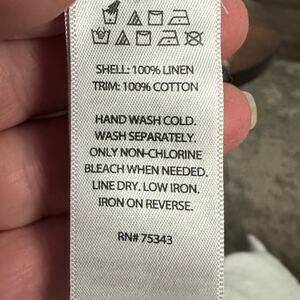 SHELL: 100% LINEN
TRIM: 100% COTTON
HAND WASH COLD.
WASH SEPARATELY.
ONLY NON-CHLORINE
BLEACH WHEN NEEDED.
LINE DRY. LOW IRON.
IRON ON REVERSE.
RN# 75343